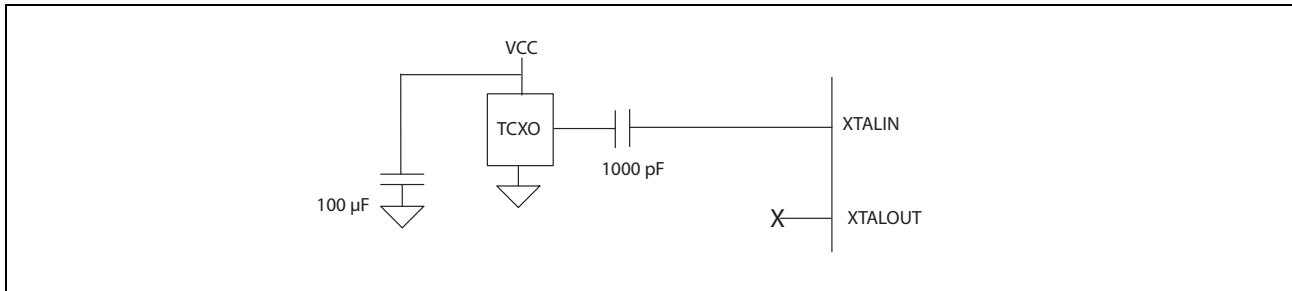 VCC
TCXO
XTALIN
1000 pF
100 µF
X
XTALOUT